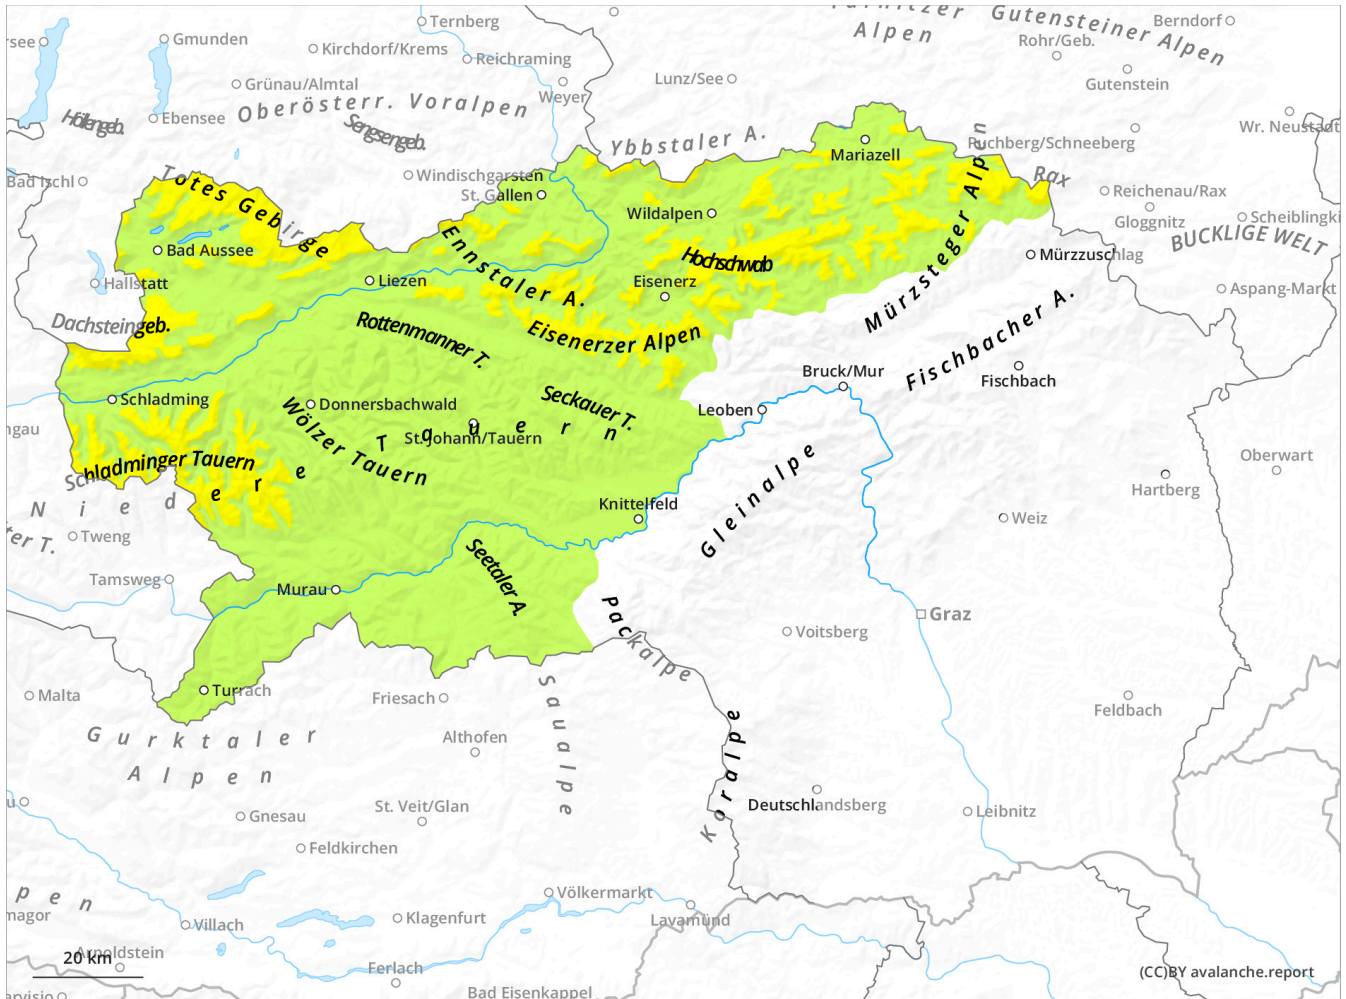 Ternberg
Gutensteiner Alpen
Alpen
Berndorf
Gmunden
Kirchdorf/Krems
Reichraming
Rohr/Geb.
Grünau/Almtal
Lunz/See
Gutenstein
Weyer
Oberösterr. Voralpen
Ebensee
Höllengeb.
Sengsengeb.
Ybbstaler A.
Mariazell
Puchberg/Schneeberg
Wr. Neustadt
Bad Ischl
Totes Gebirge
Windischgarsten
St. Gallen
Rax
Reichenau/Rax
Wildalpen
Gloggnitz
Scheiblingki
Bad Aussee
Ennstaler A.
Hochschwab
Mürzsteger Alpen
Mürzzuschlag
BUCKLIGE WELT
Hallstatt
Liezen
Eisenerz
Aspang-Markt
Dachsteingeb.
Rottenmanner T.
Eisenerzer Alpen
Fischbacher A.
Bruck/Mur
Fischbach
Schladming
Donnersbachwald
Seckauer T.
Leoben
St. Johann/Tauern
Wölzer Tauern
Niedere Tauern
Schladminger Tauern
Gleinalpe
Oberwart
Hartberg
Knittelfeld
Weiz
Tweng
Tamsweg
Murau
Seetaler A.
Packalpe
Graz
Voitsberg
Malta
Turrach
Friesach
Feldbach
Gurktaler
Alpen
Althofen
Saualpe
Koralpe
St. Veit/Glan
Deutschlandsberg
Leibnitz
Gnesau
Feldkirchen
Völkermarkt
Klagenfurt
Lavamünd
Villach
Arnoldstein
20 km
Ferlach
Bad Eisenkappel
(CC)BY avalanche.report